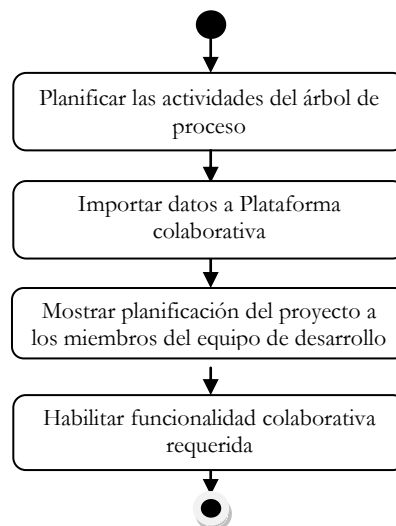 Planificar las actividades del árbol de
proceso
Importar datos a Plataforma
colaborativa
Mostrar planificación del proyecto a
los miembros del equipo de desarrollo
Habilitar funcionalidad colaborativa
requerida